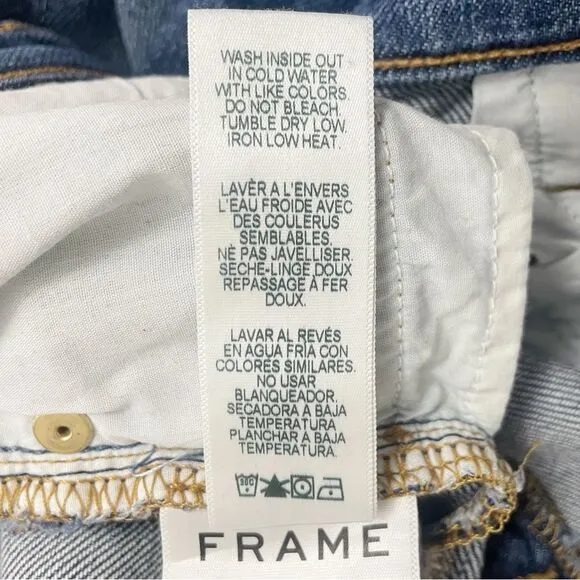 WASH INSIDE OUT
IN COLD WATER
WITH LIKE COLORS.
DO NOT BLEACH.
TUMBLE DRY LOW.
IRON LOW HEAT.
LAVÈR A L'ENVERS
L'EAU FROIDE AVEC
DES COULERUS
SEMBLABLES.
NÈ PAS JAVELLISER.
SECHE-LINGE DOUX
REPASSAGE À FER
DOUX.
LAVAR AL REVÉS
EN AGUA FRIA CON
COLORES SIMILARES.
NO USAR
BLANQUEADOR.
SECADORA A BAJA
TEMPERATURA
PLANCHAR À BAJA
TEMPERATURA.
30C
FRAME